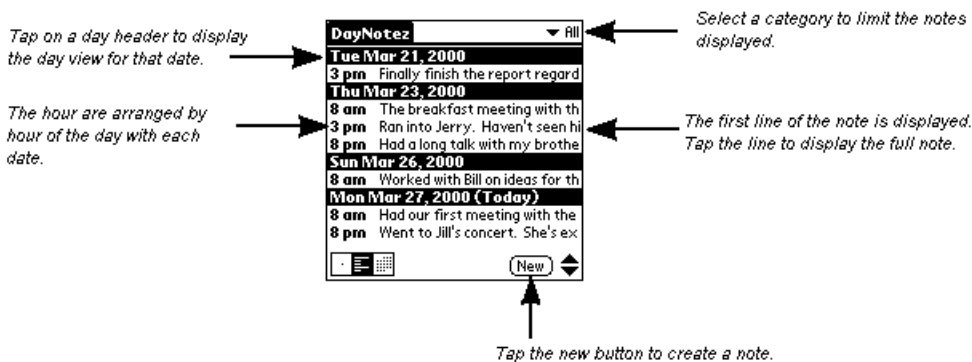 Tap on a day header to display
the day view for that date.
The hour are arranged by
hour of the day with each
date.
DayNotez
All
Tue Mar 21, 2000
3 pm Finally finish the report regard
Thu Mar 23, 2000
8 am The breakfast meeting with th
3 pm Ran into Jerry. Haven't seen hi
8 pm Had a long talk with my brothe
Sun Mar 26, 2000
8 am Worked with Bill on ideas for th
Mon Mar 27, 2000 (Today)
8 am Had our first meeting with the
8 pm Went to Jill's concert. She's ex
New
Select a category to limit the notes
displayed.
The first line of the note is displayed.
Tap the line to display the full note.
Tap the new button to create a note.